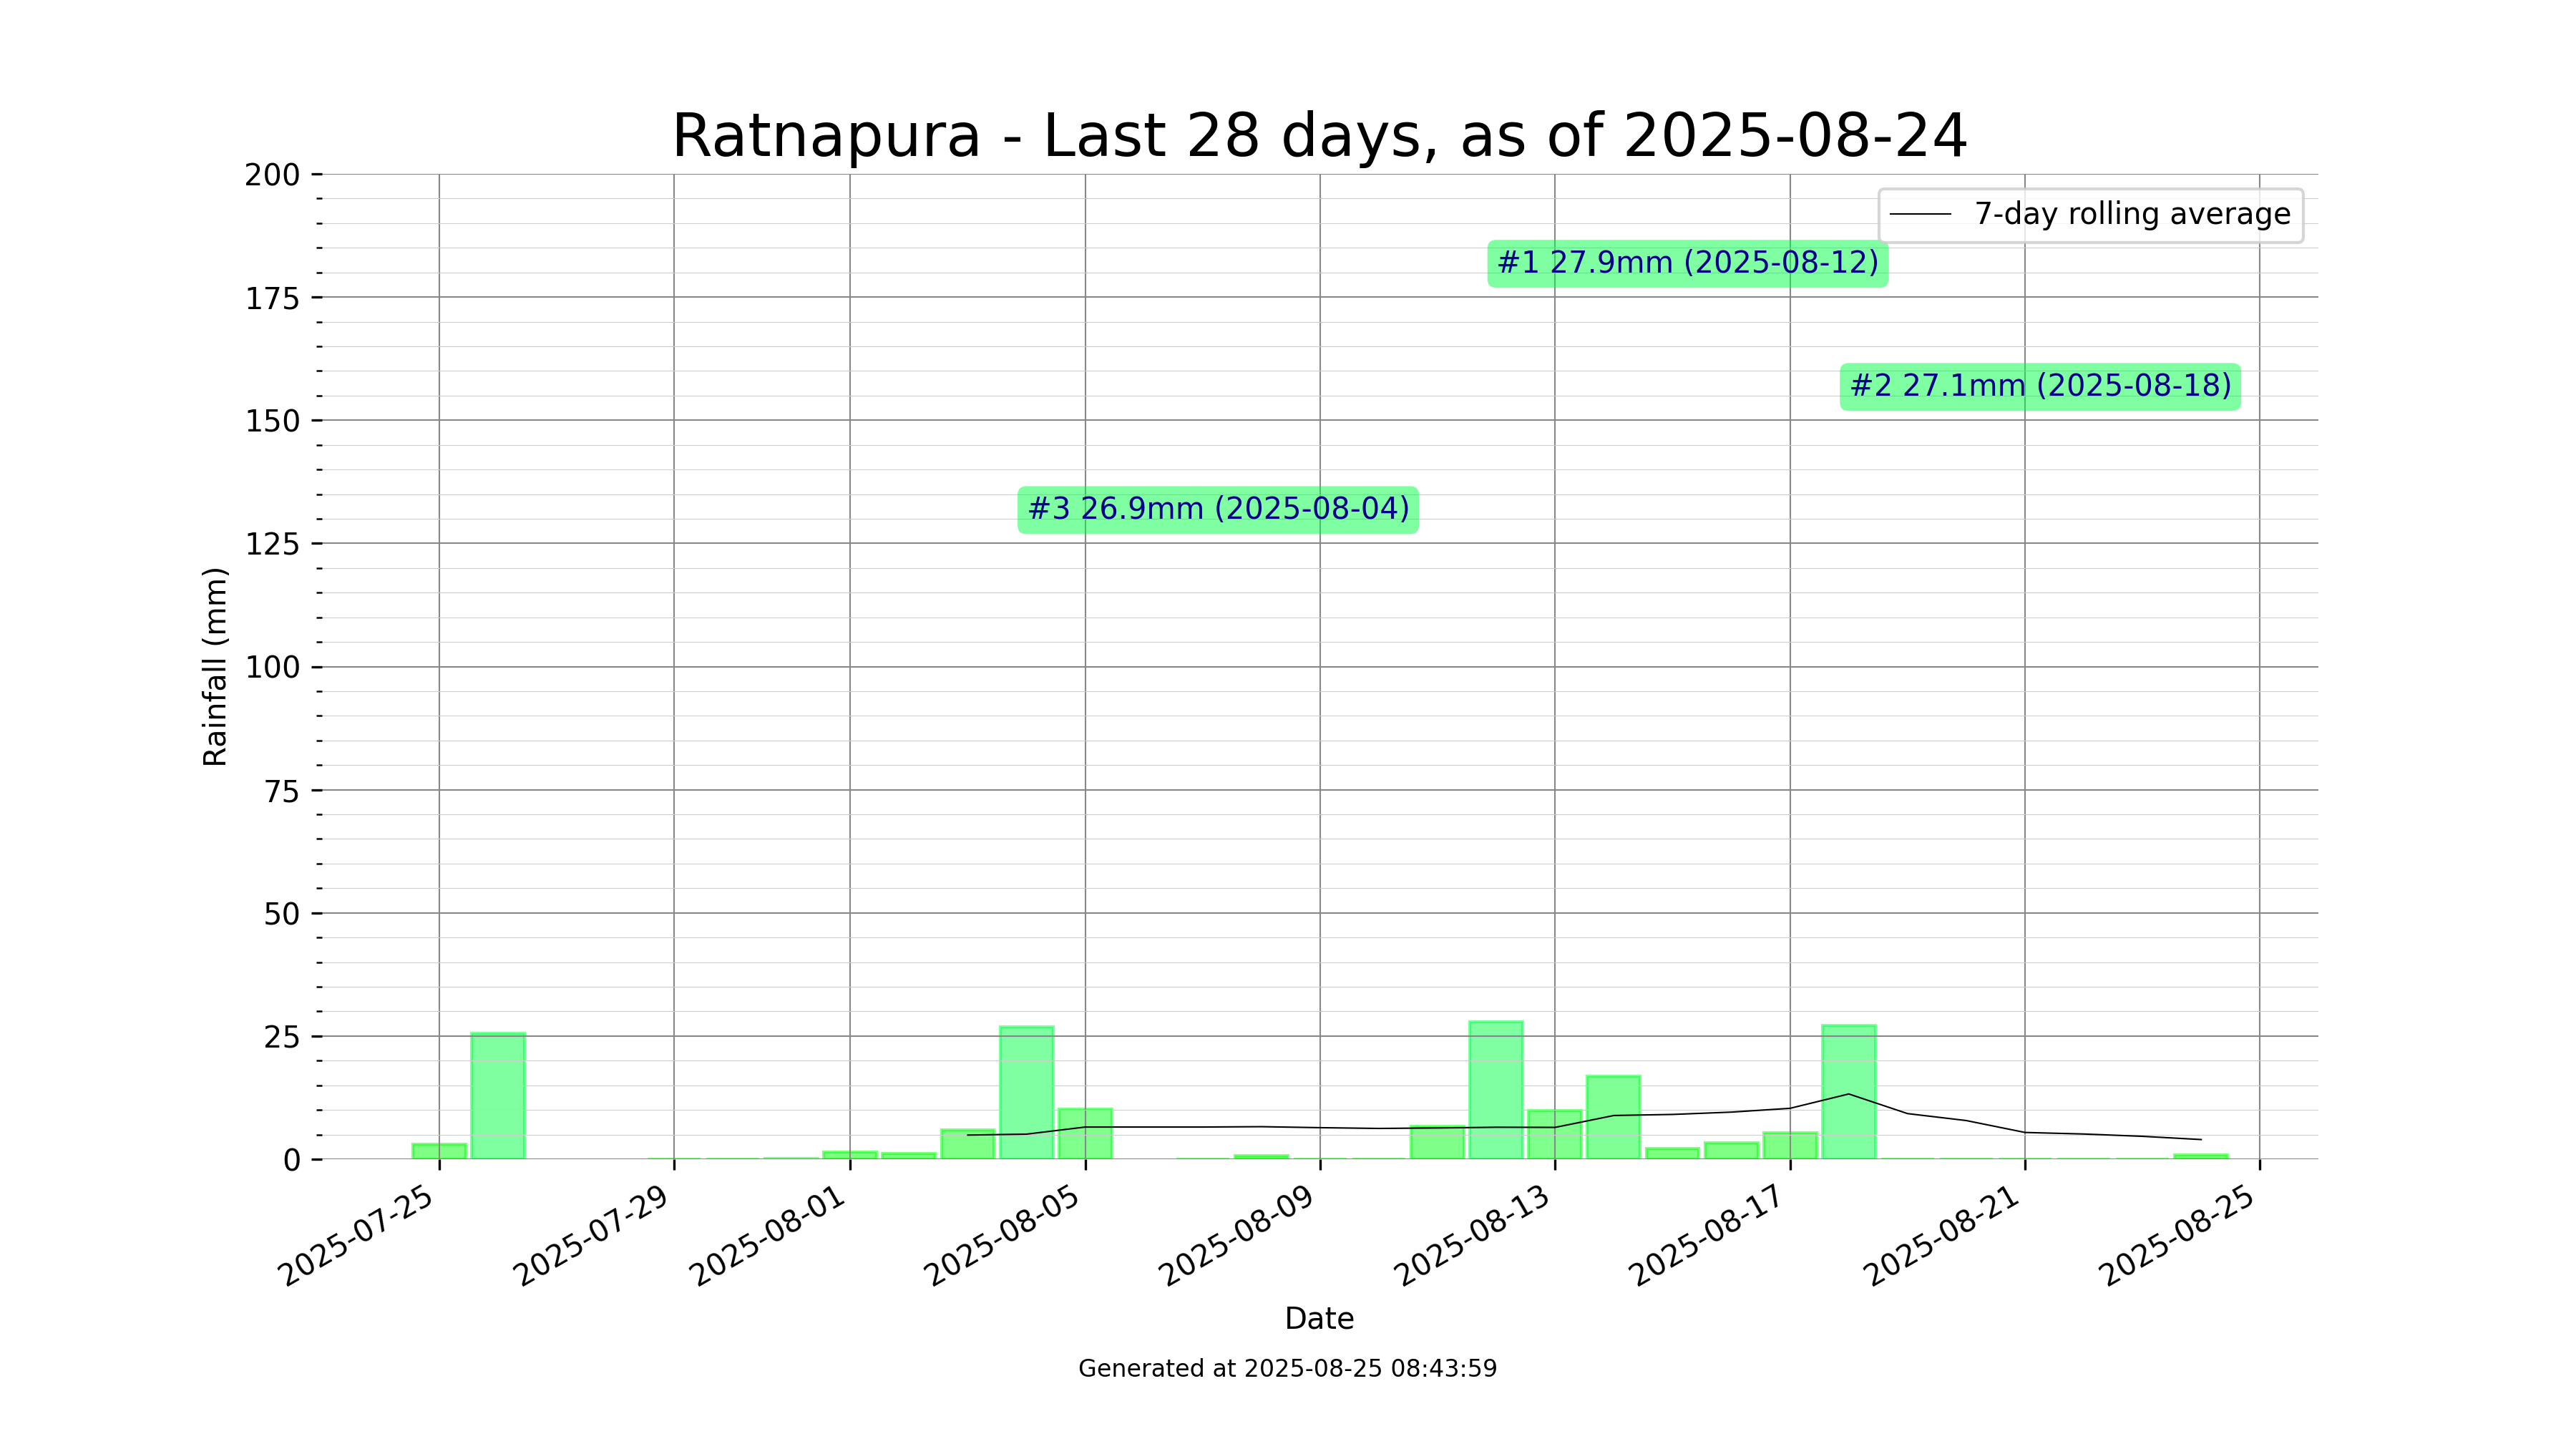 Ratnapura - Last 28 days, as of 2025-08-24
7-day rolling average
#1 27.9mm (2025-08-12)
#2 27.1mm (2025-08-18)
#3 26.9mm (2025-08-04)
Rainfall (mm)
200
175
150
125
100
75
50
25
0
2025-07-25
2025-07-29
2025-08-01
2025-08-05
2025-08-09
2025-08-13
2025-08-17
2025-08-21
2025-08-25
Date
Generated at 2025-08-25 08:43:59